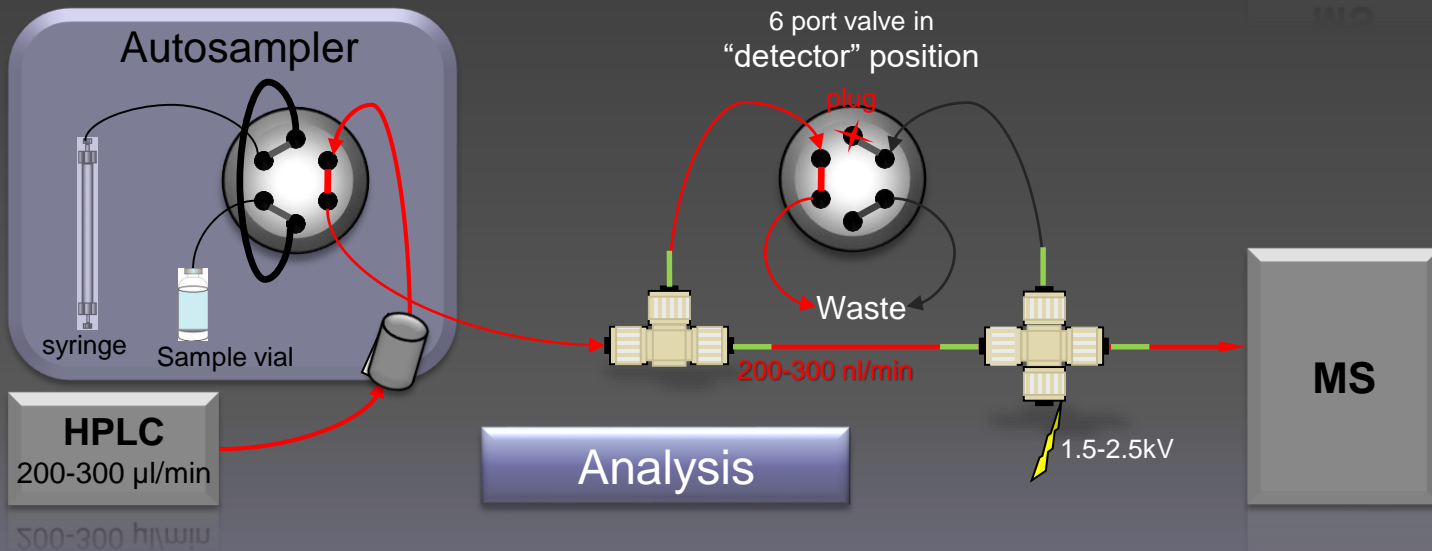 Autosampler
syringe
Sample vial
HPLC
200-300 µl/min
6 port valve in
“detector” position
plug
Waste
200-300 nl/min
1.5-2.5kV
Analysis
MS